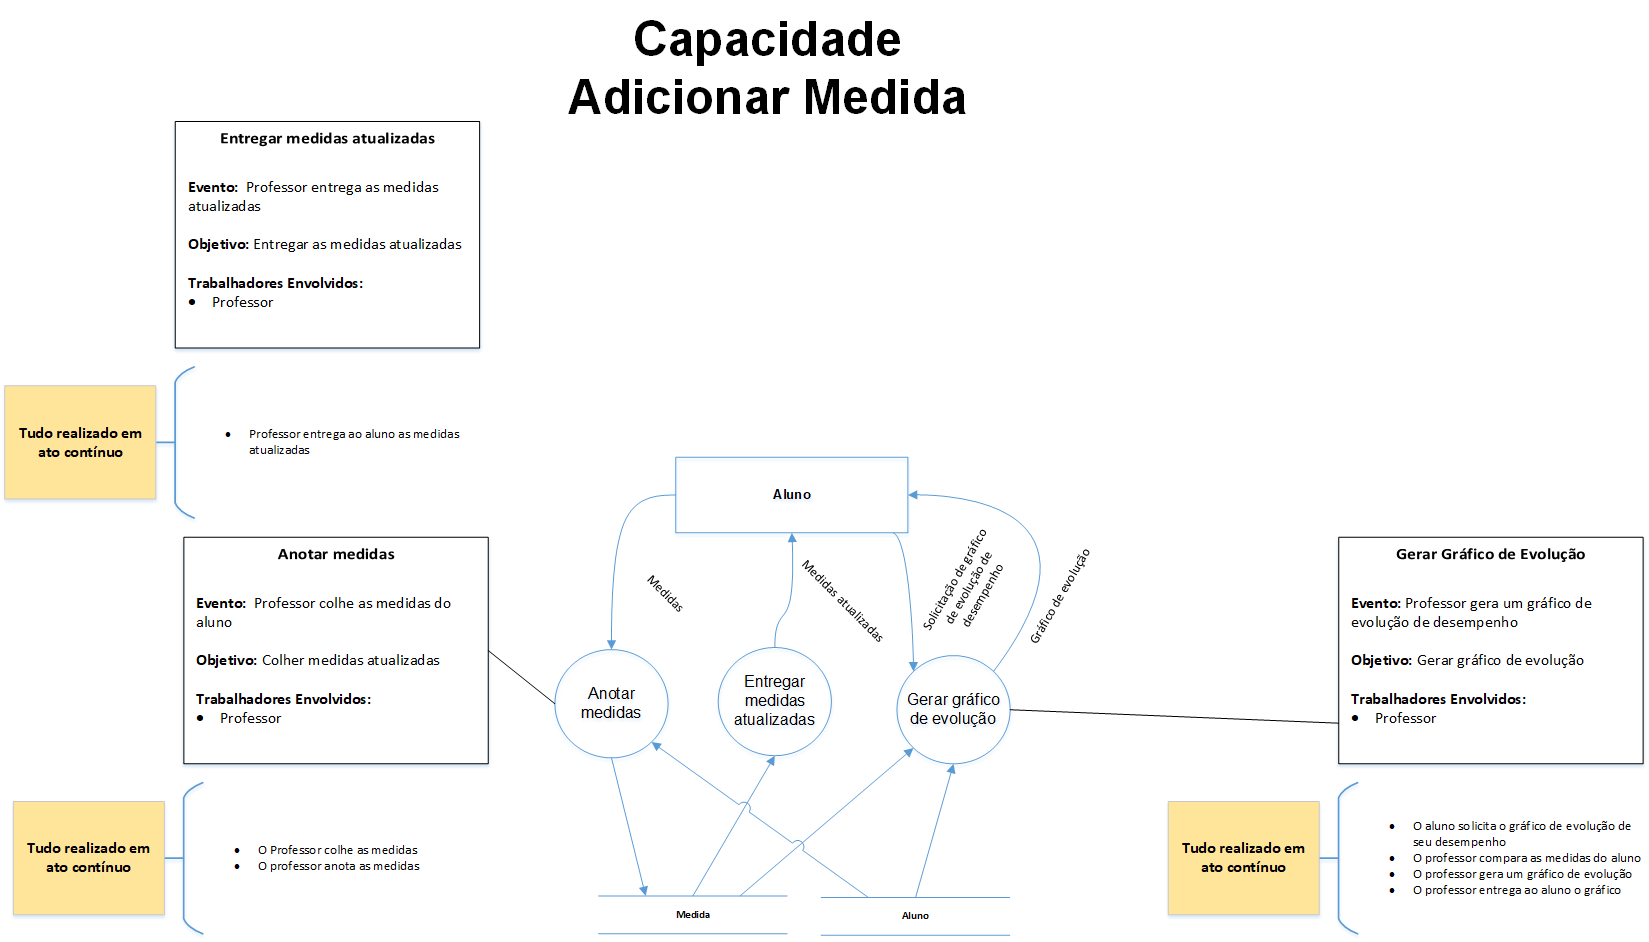 Capacidade
Adicionar Medida
Entregar medidas atualizadas
Evento: Professor entrega as medidas
atualizadas
Objetivo: Entregar as medidas atualizadas
Trabalhadores Envolvidos:
• Professor
Tudo realizado em
ato contínuo
• Professor entrega ao aluno as medidas
atualizadas
Anotar medidas
Evento: Professor colhe as medidas do
aluno
Objetivo: Colher medidas atualizadas
Trabalhadores Envolvidos:
• Professor
Tudo realizado em
ato contínuo
• O Professor colhe as medidas
• O professor anota as medidas
Aluno
Medidas
Medidas atualizadas
Solicitação de gráfico
de evolução de
desempenho
Gráfico de evolução
Anotar
medidas
Entregar
medidas
atualizadas
Gerar gráfico
de evolução
Medida
Aluno
Gerar Gráfico de Evolução
Evento: Professor gera um gráfico de
evolução de desempenho
Objetivo: Gerar gráfico de evolução
Trabalhadores Envolvidos:
• Professor
Tudo realizado em
ato contínuo
• O aluno solicita o gráfico de evolução de
seu desempenho
• O professor compara as medidas do aluno
• O professor gera um gráfico de evolução
• O professor entrega ao aluno o gráfico